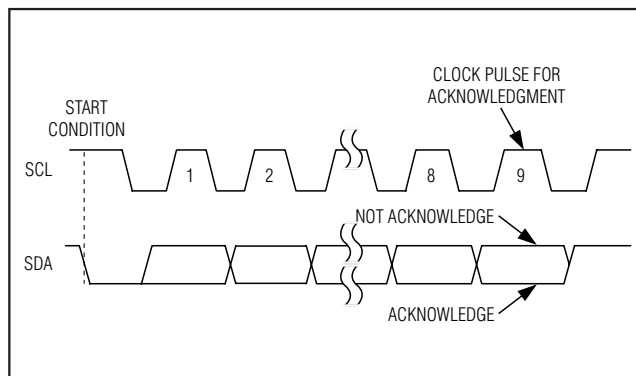 CLOCK PULSE FOR
ACKNOWLEDGMENT
START
CONDITION
SCL
1
2
8
9
NOT ACKNOWLEDGE
SDA
ACKNOWLEDGE